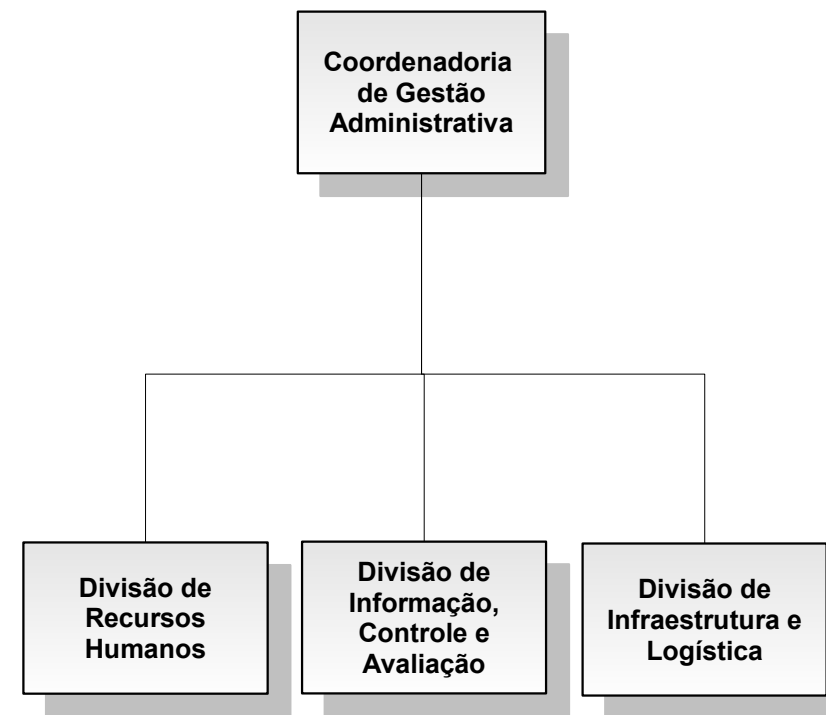 Coordenadoria
de Gestão
Administrativa
Divisão de
Recursos
Humanos
Divisão de
Informação,
Controle e
Avaliação
Divisão de
Infraestrutura e
Logística